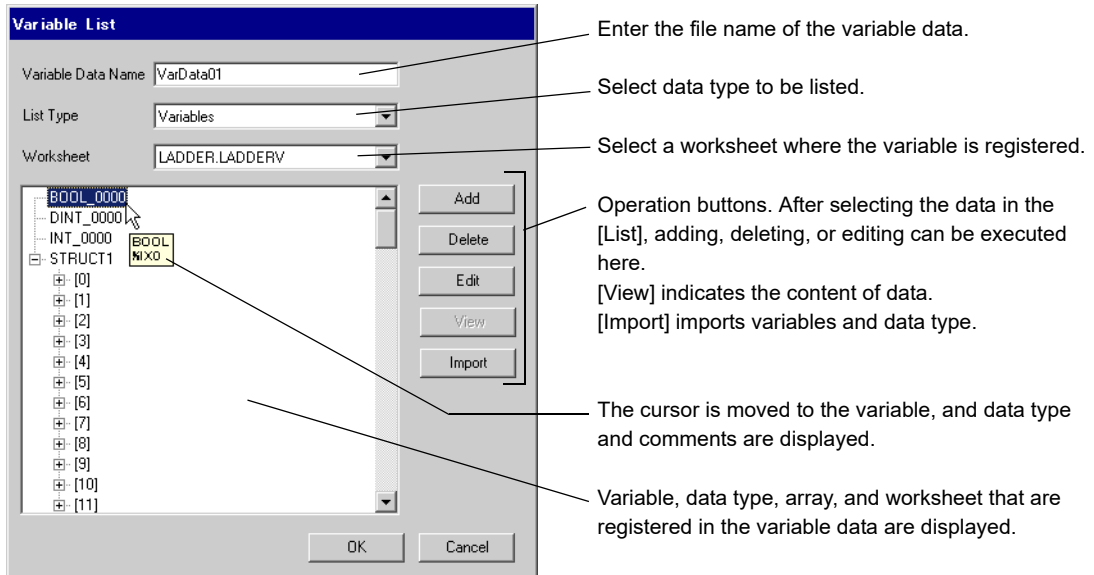 Variable List
Enter the file name of the variable data.
Variable Data Name VarData01
Select data type to be listed.
List Type Variables
Select a worksheet where the variable is registered.
Worksheet LADDER.LADDERV
BOOL_0000
DINT_0000
INT_0000
BOOL
%IX0
STRUCT1
[0]
[1]
[2]
[3]
[4]
[5]
[6]
[7]
[8]
[9]
[10]
[11]
Add
Delete
Edit
View
Import
Operation buttons. After selecting the data in the
[List], adding, deleting, or editing can be executed
here.
[View] indicates the content of data.
[Import] imports variables and data type.
The cursor is moved to the variable, and data type
and comments are displayed.
Variable, data type, array, and worksheet that are
registered in the variable data are displayed.
OK Cancel